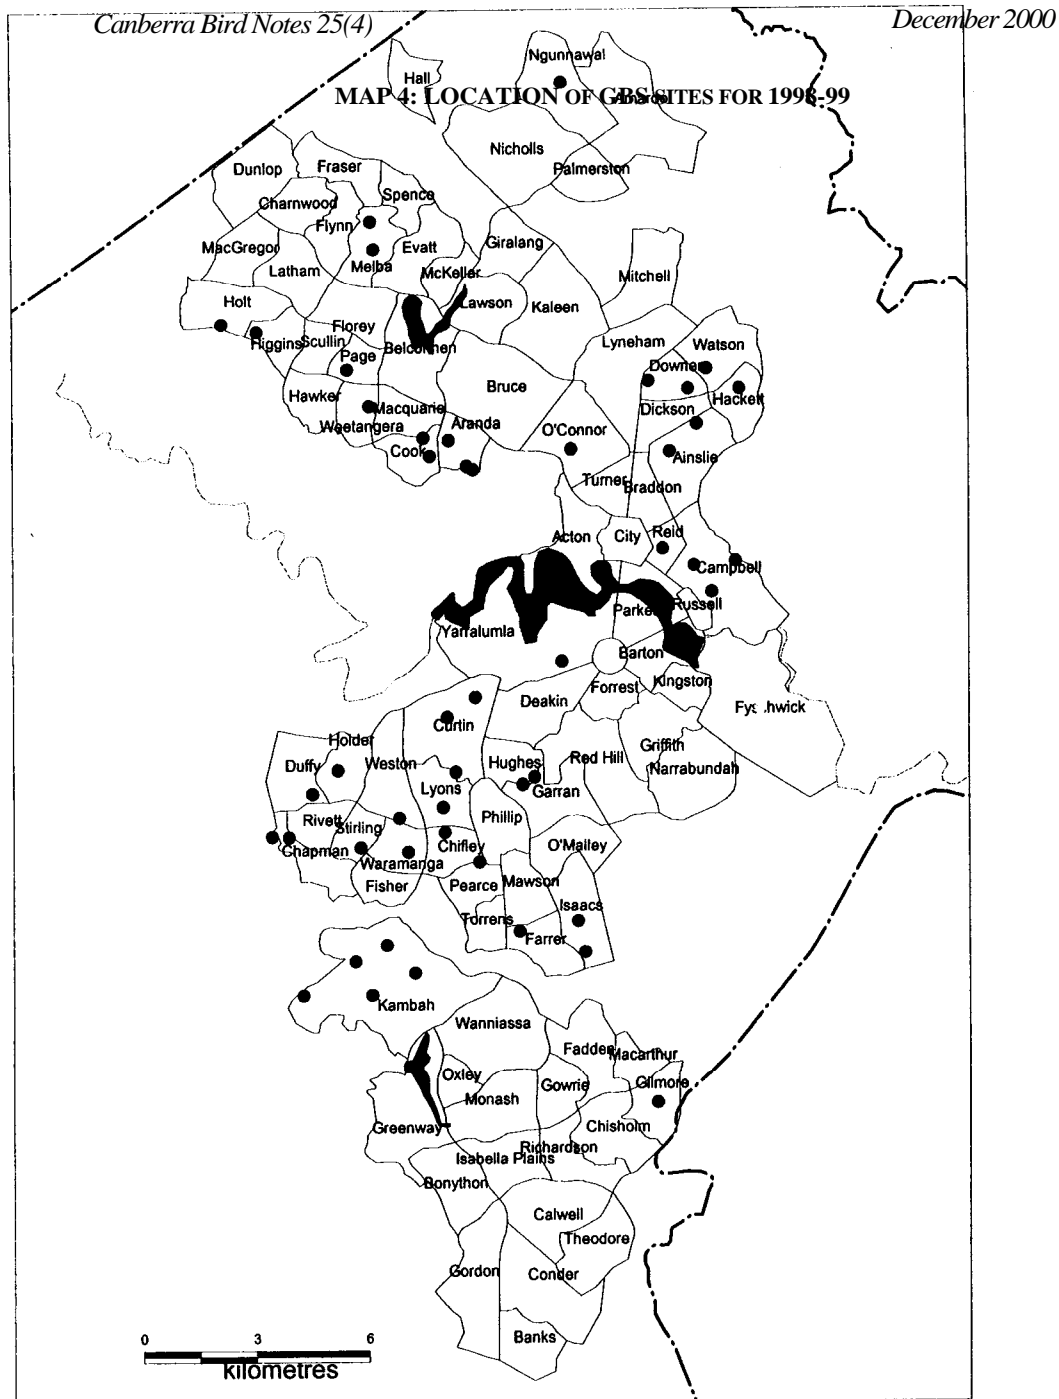 Canberra Bird Notes 25(4)
December 2000
Ngunnawal
Hall
MAP 4: LOCATION OF GBS SITES FOR 1998-99
Amaroo
Nicholls
Palmerston
Dunlop
Fraser
Spence
Charnwood
Flynn
Giralang
MacGregor
Evatt
Melba
Latham
McKeller
Mitchell
Holt
Lawson
Kaleen
Florey
Higgins
Scullin
Belconnen
Lyneham
Watson
Page
Downer
Bruce
Hawker
Hackett
Macquarie
Dickson
Weetangera
Aranda
O'Connor
Cook
Ainslie
Turner
Braddon
Acton
City
Reid
Campbell
Parkes
Russell
Yarralumla
Barton
Kingston
Forrest
Deakin
Fyshwick
Curtin
Holder
Griffith
Duffy
Weston
Hughes
Red Hill
Narrabundah
Lyons
Garran
Rivett
Stirling
Phillip
Chapman
Chifley
O'Malley
Waramanga
Fisher
Pearce
Mawson
Isaacs
Torrens
Farrer
Kambah
Wanniassa
Fadden
Macarthur
Oxley
Gowrie
Gilmore
Monash
Greenway
Chisholm
Richardson
Isabella Plains
Bonython
Calwell
Theodore
Gordon
Conder
Banks
0 3 6
kilometres